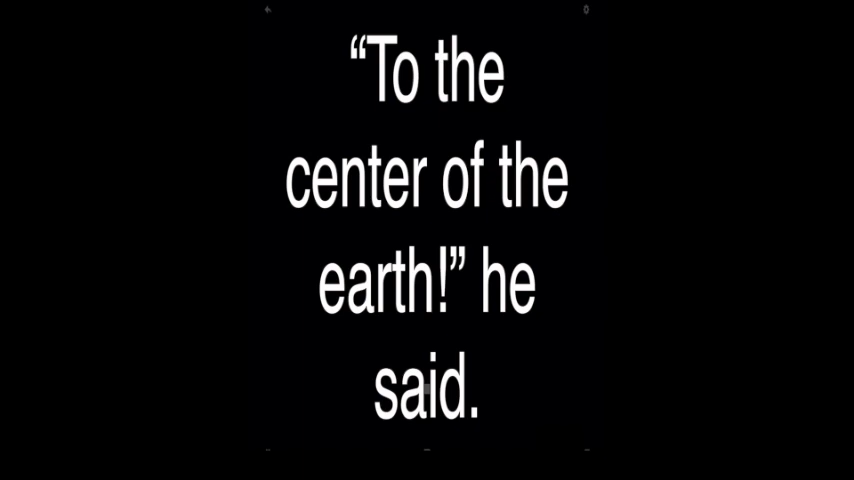 “To the
center of the
earth!” he
said.